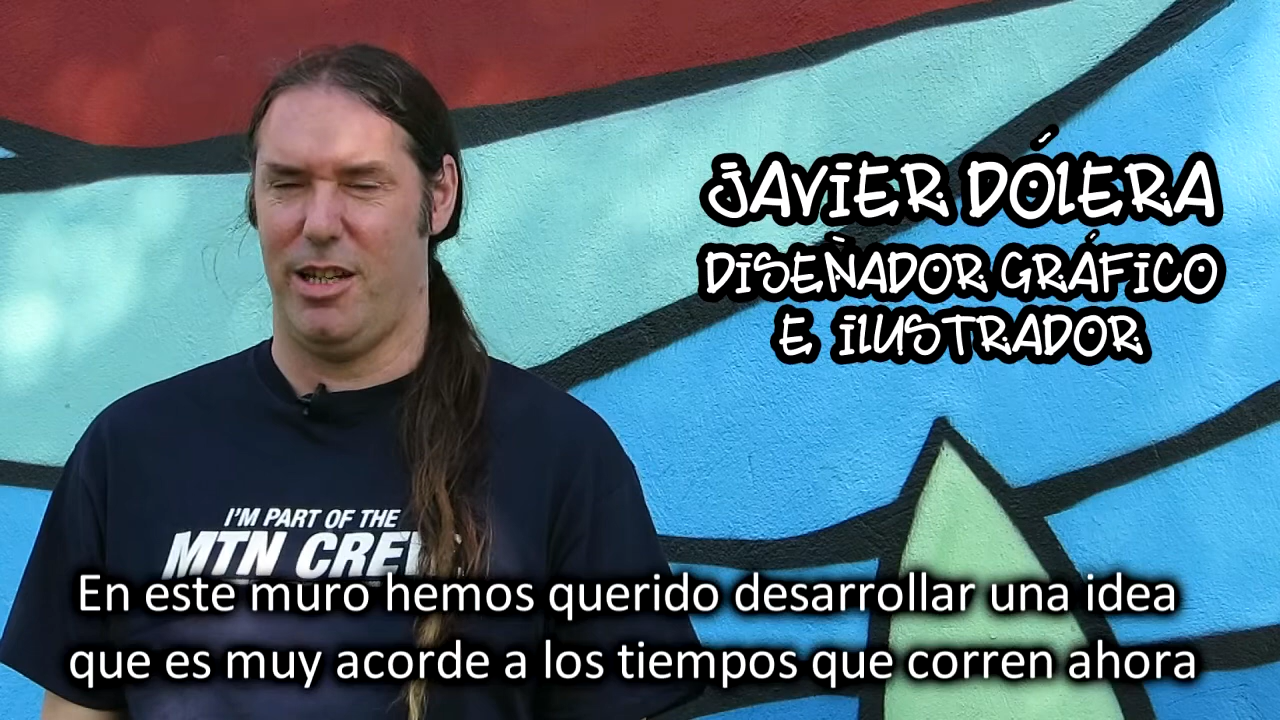 JAVIER DÓLERA
DISEÑADOR GRÁFICO
E ILUSTRADOR
I'M PART OF THE
MTN CREW
En este muro hemos querido desarrollar una idea
que es muy acorde a los tiempos que corren ahora